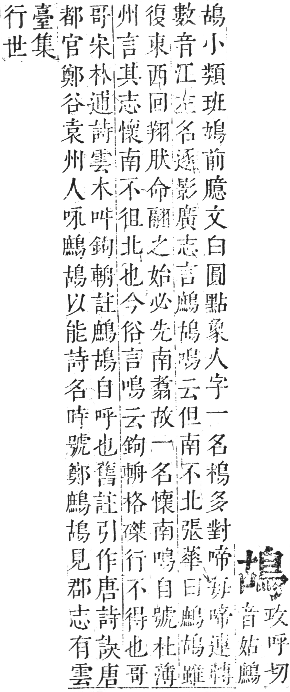 鴣
攻呼切
音姑鷓
鴣小類班鳩前臆文白圓點象人字一名多對啼每啼連轉
數音江左名逐影廣志言鷓鴣鳴云但南不北張華曰鷓鴣雖
復東西回翔肰命翮之始必先南翥故一名懷南鳴自號杜薄
州言其志懷南不徂北也今俗言鳴云鉤輈格磔行不得也哥
哥宋林逋詩雲木呌鉤輈註鷓鴣自呼也舊註引作唐詩誤唐
都官鄭谷袁州人咏鷓鴣以能詩名時號鄭鷓鴣見郡志有雲
臺集
行世